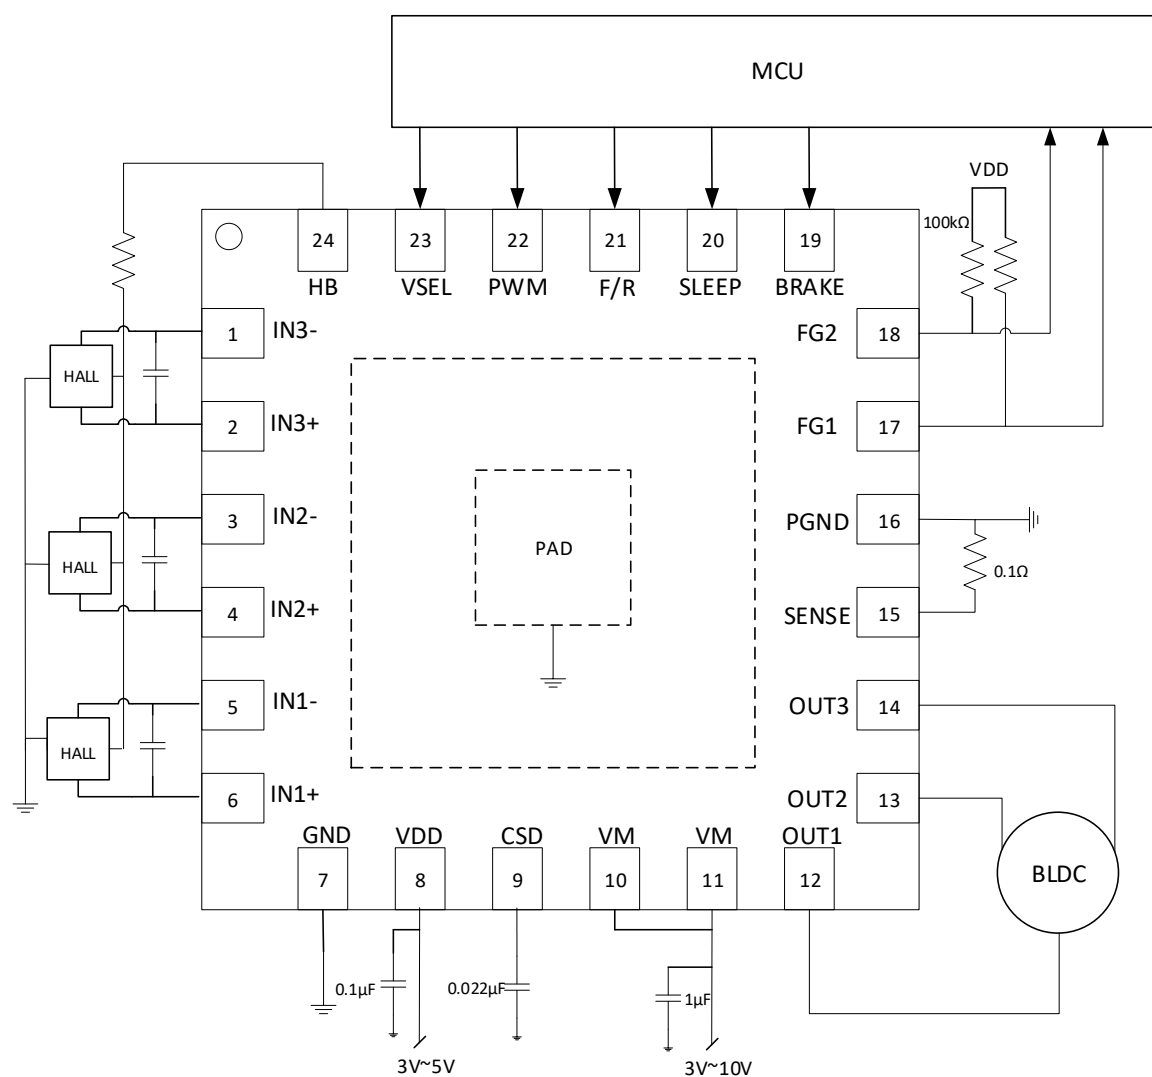 MCU
VDD
100kΩ
24
23
22
21
20
19
HB
VSEL
PWM
F/R
SLEEP
BRAKE
1
IN3-
FG2
18
HALL
2
IN3+
FG1
17
3
IN2-
PGND
16
HALL
PAD
0.1Ω
4
IN2+
SENSE
15
5
IN1-
OUT3
14
HALL
6
IN1+
OUT2
13
GND
VDD
CSD
VM
VM
OUT1
7
8
9
10
11
12
BLDC
0.1μF
0.022μF
1μF
3V~5V
3V~10V